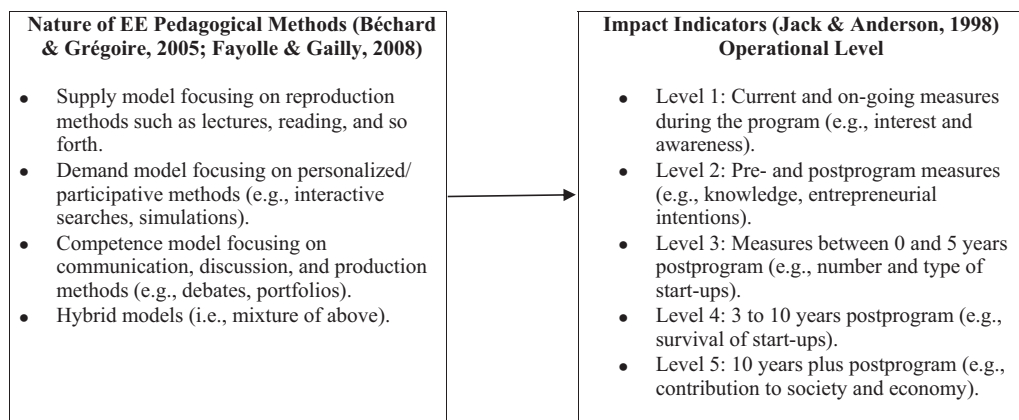 Nature of EE Pedagogical Methods (Béchard
& Grégoire, 2005; Fayolle & Gailly, 2008)
• Supply model focusing on reproduction
methods such as lectures, reading, and so
forth.
• Demand model focusing on personalized/
participative methods (e.g., interactive
searches, simulations).
• Competence model focusing on
communication, discussion, and production
methods (e.g., debates, portfolios).
• Hybrid models (i.e., mixture of above).
Impact Indicators (Jack & Anderson, 1998)
Operational Level
• Level 1: Current and on-going measures
during the program (e.g., interest and
awareness).
• Level 2: Pre- and postprogram measures
(e.g., knowledge, entrepreneurial
intentions).
• Level 3: Measures between 0 and 5 years
postprogram (e.g., number and type of
start-ups).
• Level 4: 3 to 10 years postprogram (e.g.,
survival of start-ups).
• Level 5: 10 years plus postprogram (e.g.,
contribution to society and economy).